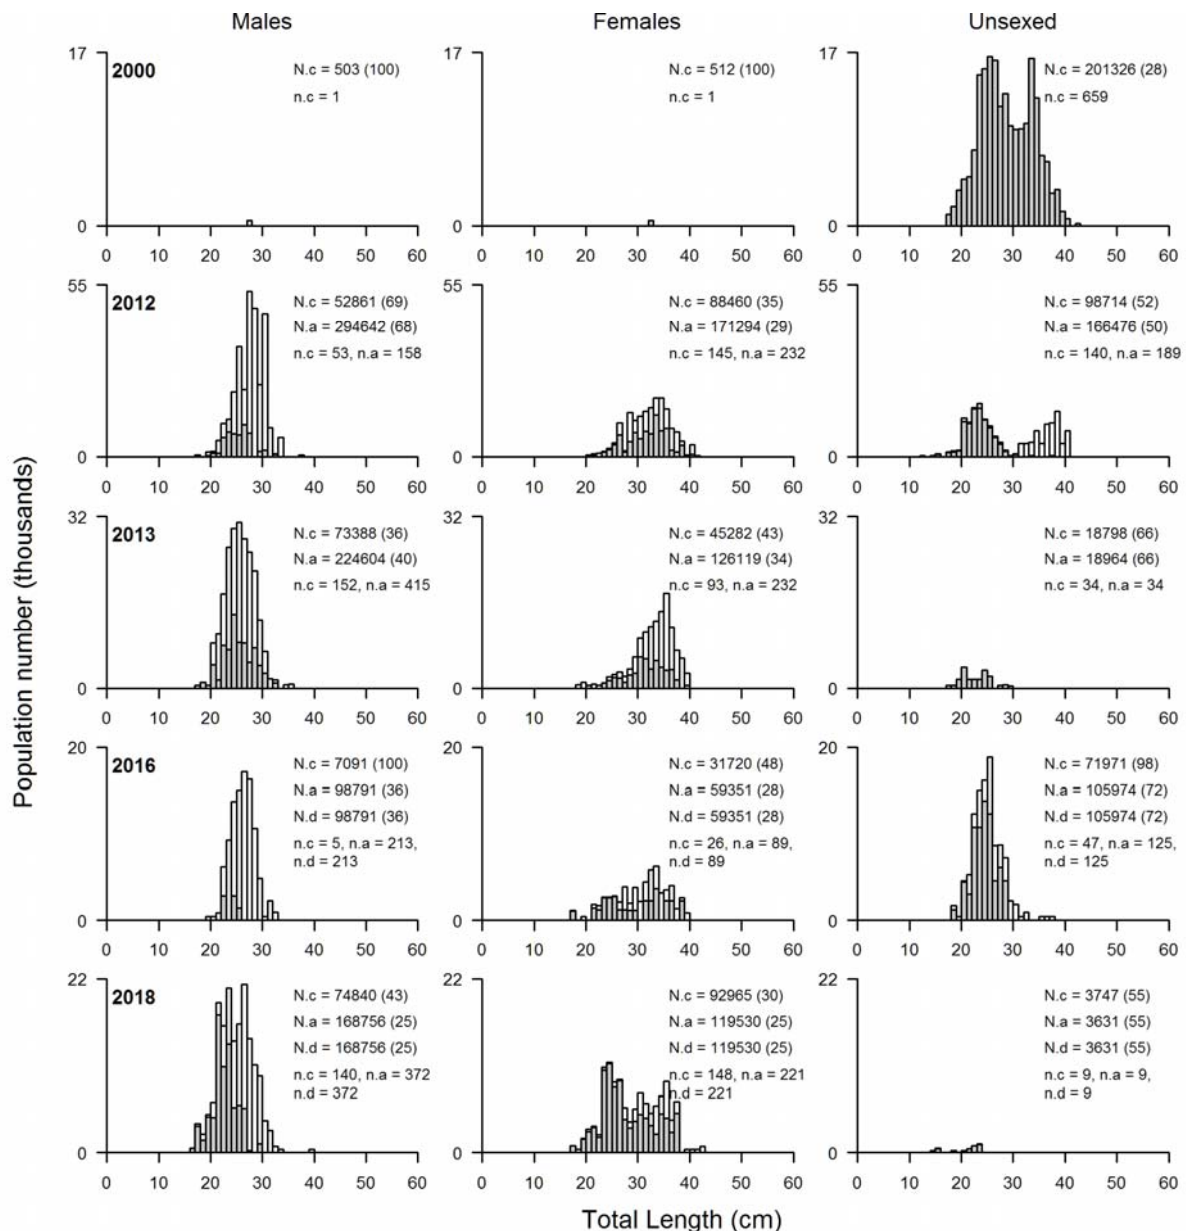 Males Females Unsexed
17 2000 N.c = 503 (100) N.c = 512 (100) 17 N.c = 201326 (28)
n.c = 1 n.c = 1 n.c = 659
0 0
0 10 20 30 40 50 60 0 10 20 30 40 50 60 0 10 20 30 40 50 60
55 2012 N.c = 52861 (69) N.c = 88460 (35) 55 N.c = 98714 (52)
N.a = 294642 (68) N.a = 171294 (29) N.a = 166476 (50)
n.c = 53, n.a = 158 n.c = 145, n.a = 232 n.c = 140, n.a = 189
0 0
0 10 20 30 40 50 60 0 10 20 30 40 50 60 0 10 20 30 40 50 60
32 2013 N.c = 73388 (36) N.c = 45282 (43) 32 N.c = 18798 (66)
N.a = 224604 (40) N.a = 126119 (34) N.a = 18964 (66)
n.c = 152, n.a = 415 n.c = 93, n.a = 232 n.c = 34, n.a = 34
0 0
0 10 20 30 40 50 60 0 10 20 30 40 50 60 0 10 20 30 40 50 60
20 2016 N.c = 7091 (100) N.c = 31720 (48) 20 N.c = 71971 (98)
N.a = 98791 (36) N.a = 59351 (28) N.a = 105974 (72)
N.d = 98791 (36) N.d = 59351 (28) N.d = 105974 (72)
n.c = 5, n.a = 213, n.c = 26, n.a = 89, n.c = 47, n.a = 125,
n.d = 213 n.d = 89 n.d = 125
0 0
0 10 20 30 40 50 60 0 10 20 30 40 50 60 0 10 20 30 40 50 60
22 2018 N.c = 74840 (43) N.c = 92965 (30) 22 N.c = 3747 (55)
N.a = 168756 (25) N.a = 119530 (25) N.a = 3631 (55)
N.d = 168756 (25) N.d = 119530 (25) N.d = 3631 (55)
n.c = 140, n.a = 372 n.c = 148, n.a = 221 n.c = 9, n.a = 9,
n.d = 372 n.d = 221 n.d = 9
0 0
0 10 20 30 40 50 60 0 10 20 30 40 50 60 0 10 20 30 40 50 60
Population number (thousands)
Total Length (cm)